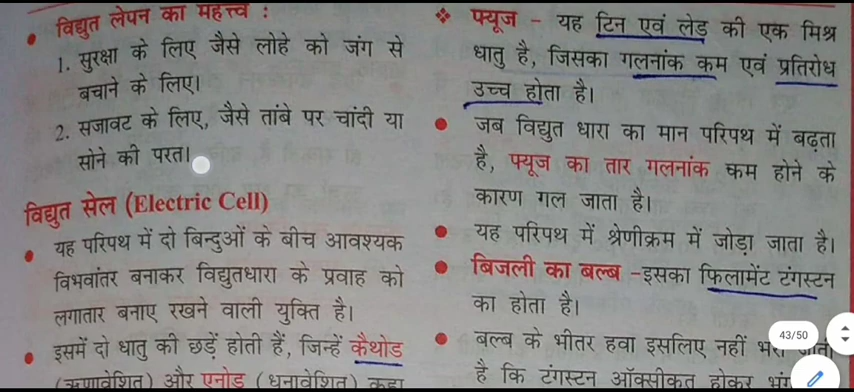 विद्युत लेपन का महत्त्व :
1. सुरक्षा के लिए जैसे लोहे को जंग से
बचाने के लिए।
2. सजावट के लिए, जैसे तांबे पर चांदी या
सोने की परत।
विद्युत सेल (Electric Cell)
यह परिपथ में दो बिन्दुओं के बीच आवश्यक
विभवांतर बनाकर विद्युतधारा के प्रवाह को
लगातार बनाए रखने वाली युक्ति है।
इसमें दो धातु की छड़ें होती हैं, जिन्हें कैथोड
(ऋणावेशित) और एनोड (धनावेशित) कहा
फ्यूज - यह टिन एवं लेड की एक मिश्र
धातु है, जिसका गलनांक कम एवं प्रतिरोध
उच्च होता है।
जब विद्युत धारा का मान परिपथ में बढ़ता
है, फ्यूज का तार गलनांक कम होने के
कारण गल जाता है।
यह परिपथ में श्रेणीक्रम में जोड़ा जाता है।
बिजली का बल्ब -इसका फिलामेंट टंगस्टन
का होता है।
बल्ब के भीतर हवा इसलिए नहीं
है कि टंगस्टन ऑक्सीकृत होकर
43/50